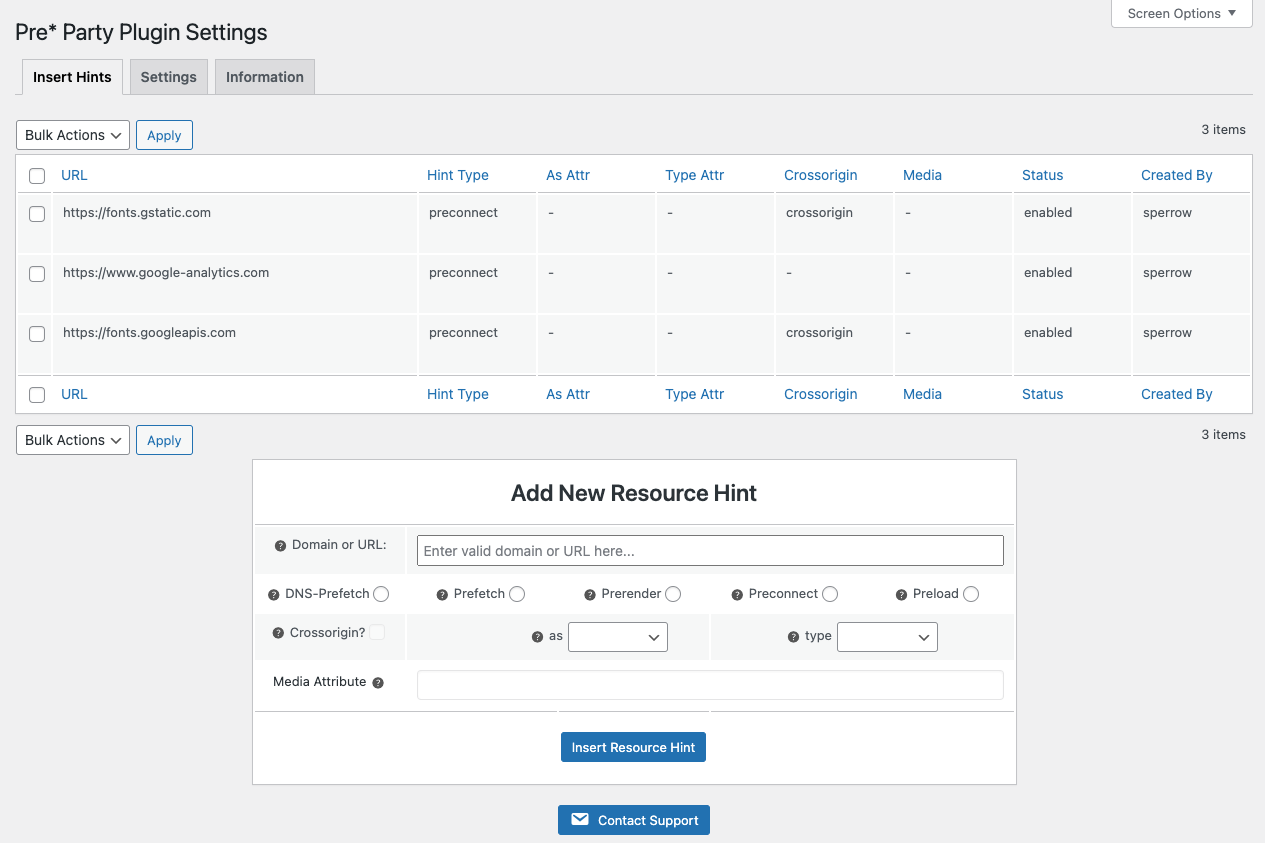 Screen Options
Pre* Party Plugin Settings
Insert Hints Settings Information
Bulk Actions Apply 3 items
URL Hint Type As Attr Type Attr Crossorigin Media Status Created By
https://fonts.gstatic.com preconnect - - crossorigin - enabled sperrow
https://www.google-analytics.com preconnect - - - - enabled sperrow
https://fonts.googleapis.com preconnect - - crossorigin - enabled sperrow
URL Hint Type As Attr Type Attr Crossorigin Media Status Created By
Bulk Actions Apply 3 items
Add New Resource Hint
? Domain or URL: Enter valid domain or URL here...
? DNS-Prefetch ? Prefetch ? Prerender ? Preconnect ? Preload
? Crossorigin? ? as ? type
Media Attribute ?
Insert Resource Hint
Contact Support